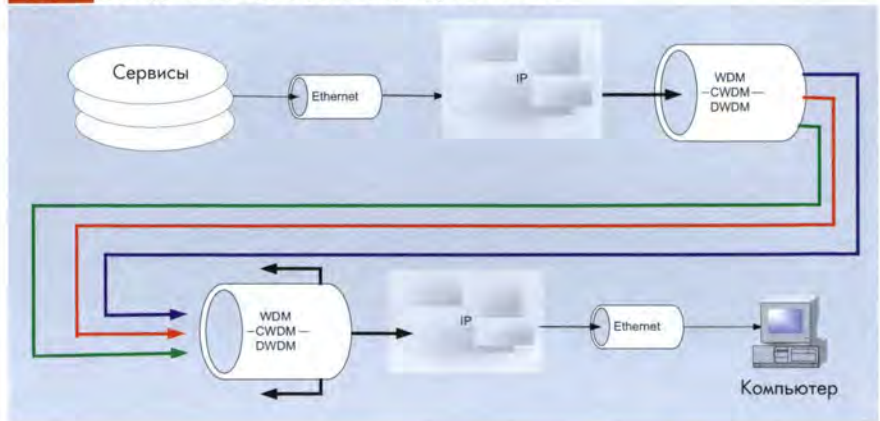 Сервисы
Ethernet
IP
WDM
–CWDM—
DWDM
WDM
–CWDM—
DWDM
IP
Ethernet
Компьютер